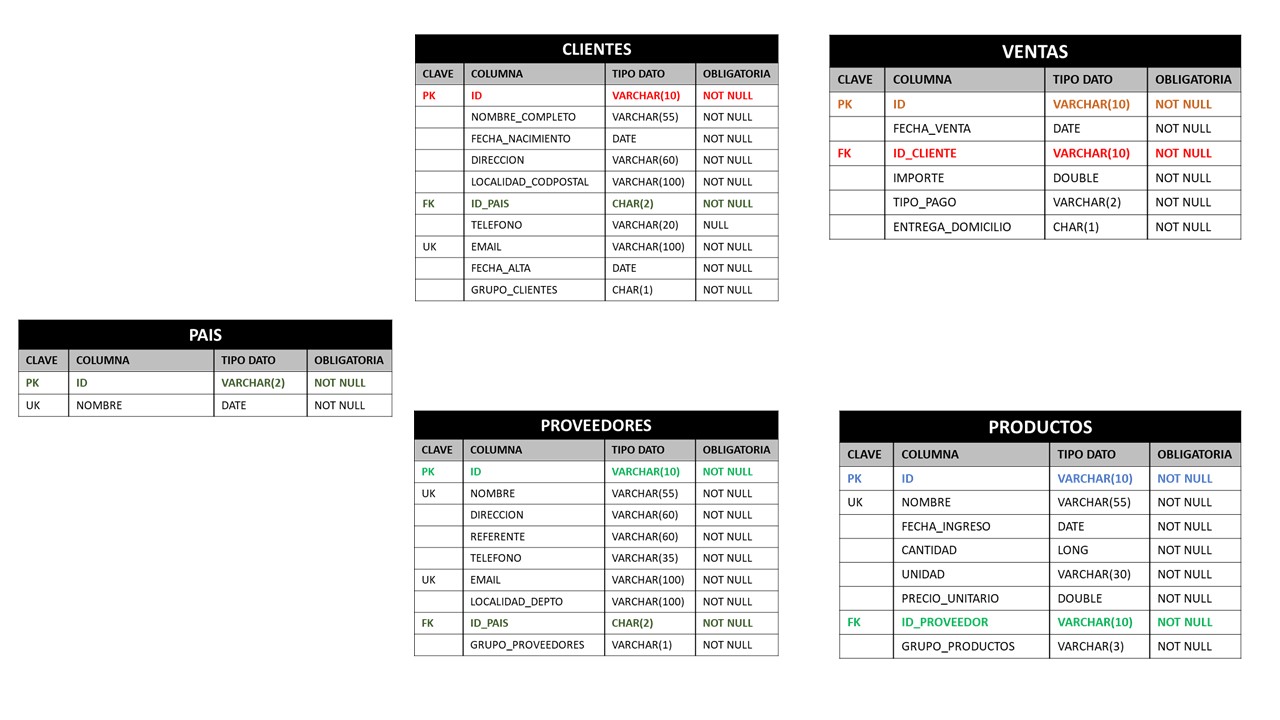 CLIENTES
CLAVE COLUMNA TIPO DATO OBLIGATORIA
PK ID VARCHAR(10) NOT NULL
NOMBRE_COMPLETO VARCHAR(55) NOT NULL
FECHA_NACIMIENTO DATE NOT NULL
DIRECCION VARCHAR(60) NOT NULL
LOCALIDAD_CODPOSTAL VARCHAR(100) NOT NULL
FK ID_PAIS CHAR(2) NOT NULL
TELEFONO VARCHAR(20) NULL
UK EMAIL VARCHAR(100) NOT NULL
FECHA_ALTA DATE NOT NULL
GRUPO_CLIENTES CHAR(1) NOT NULL
VENTAS
CLAVE COLUMNA TIPO DATO OBLIGATORIA
PK ID VARCHAR(10) NOT NULL
FECHA_VENTA DATE NOT NULL
FK ID_CLIENTE VARCHAR(10) NOT NULL
IMPORTE DOUBLE NOT NULL
TIPO_PAGO VARCHAR(2) NOT NULL
ENTREGA_DOMICILIO CHAR(1) NOT NULL
PAIS
CLAVE COLUMNA TIPO DATO OBLIGATORIA
PK ID VARCHAR(2) NOT NULL
UK NOMBRE DATE NOT NULL
PROVEEDORES
CLAVE COLUMNA TIPO DATO OBLIGATORIA
PK ID VARCHAR(10) NOT NULL
UK NOMBRE VARCHAR(55) NOT NULL
DIRECCION VARCHAR(60) NOT NULL
REFERENTE VARCHAR(60) NOT NULL
TELEFONO VARCHAR(35) NOT NULL
UK EMAIL VARCHAR(100) NOT NULL
LOCALIDAD_DEPTO VARCHAR(100) NOT NULL
FK ID_PAIS CHAR(2) NOT NULL
GRUPO_PROVEEDORES VARCHAR(1) NOT NULL
PRODUCTOS
CLAVE COLUMNA TIPO DATO OBLIGATORIA
PK ID VARCHAR(10) NOT NULL
UK NOMBRE VARCHAR(55) NOT NULL
FECHA_INGRESO DATE NOT NULL
CANTIDAD LONG NOT NULL
UNIDAD VARCHAR(30) NOT NULL
PRECIO_UNITARIO DOUBLE NOT NULL
FK ID_PROVEEDOR VARCHAR(10) NOT NULL
GRUPO_PRODUCTOS VARCHAR(3) NOT NULL